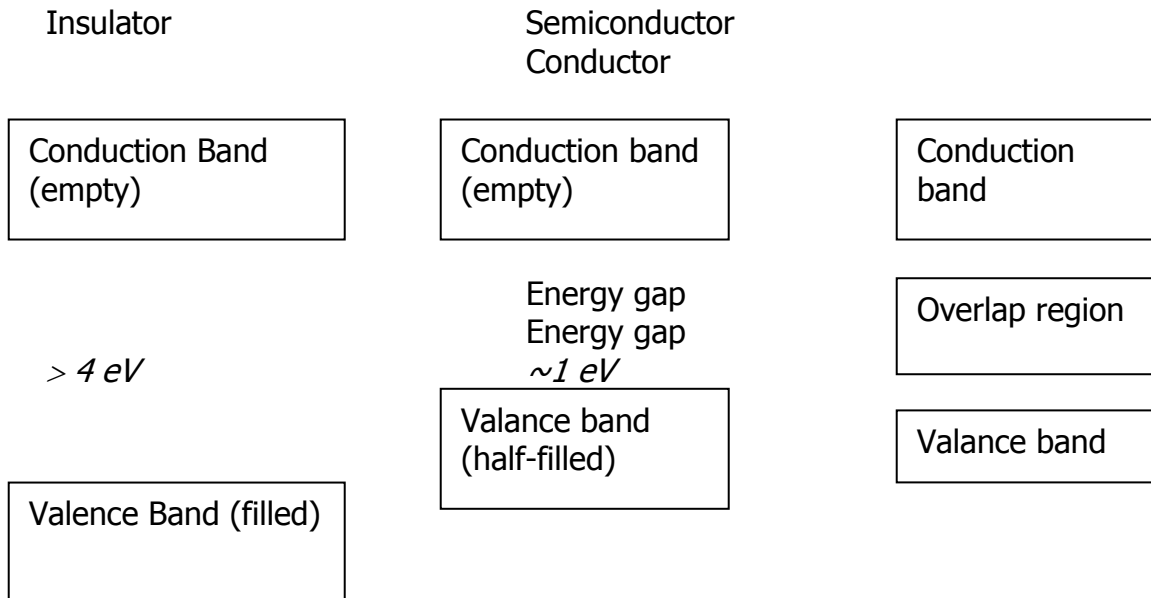 Insulator
Semiconductor
Conductor
Conduction Band
(empty)
Conduction band
(empty)
Conduction
band
Energy gap
Energy gap
Overlap region
> 4 eV
~1 eV
Valance band
(half-filled)
Valance band
Valence Band (filled)